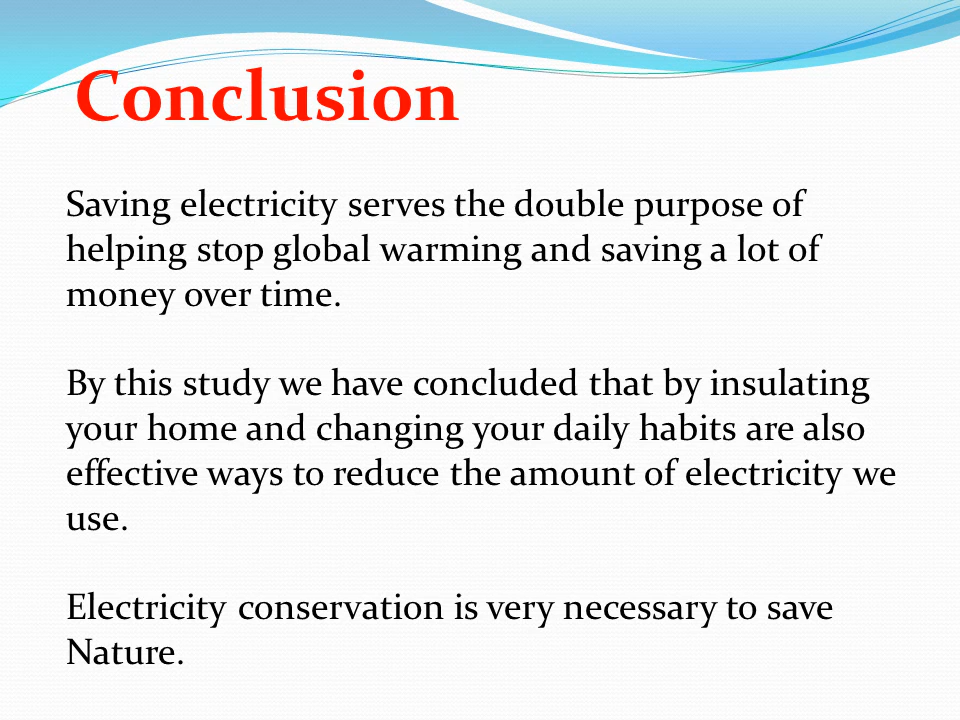 Conclusion
Saving electricity serves the double purpose of
helping stop global warming and saving a lot of
money over time.
By this study we have concluded that by insulating
your home and changing your daily habits are also
effective ways to reduce the amount of electricity we
use.
Electricity conservation is very necessary to save
Nature.